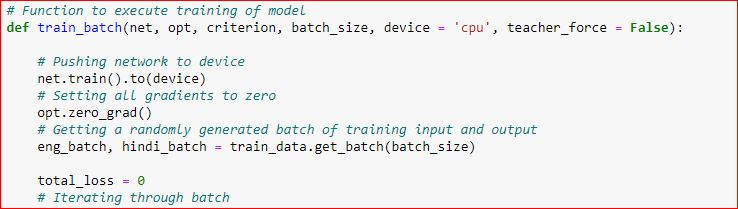 # Function to execute training of model
def train_batch(net, opt, criterion, batch_size, device = 'cpu', teacher_force = False):
# Pushing network to device
net.train().to(device)
# Setting all gradients to zero
opt.zero_grad()
# Getting a randomly generated batch of training input and output
eng_batch, hindi_batch = train_data.get_batch(batch_size)
total_loss = 0
# Iterating through batch